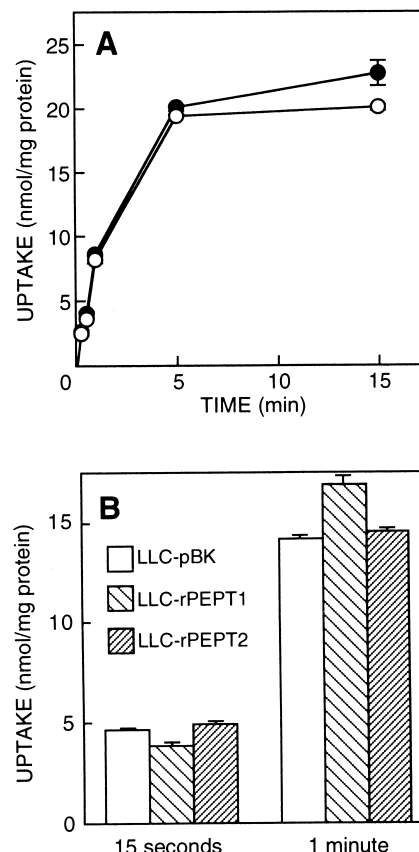 A
UPTAKE (nmol/mg protein)
25
20
15
10
5
0
5
10
15
TIME (min)
B
UPTAKE (nmol/mg protein)
15
10
5
0
LLC-pBK
LLC-rPEPT1
LLC-rPEPT2
15 seconds
1 minute